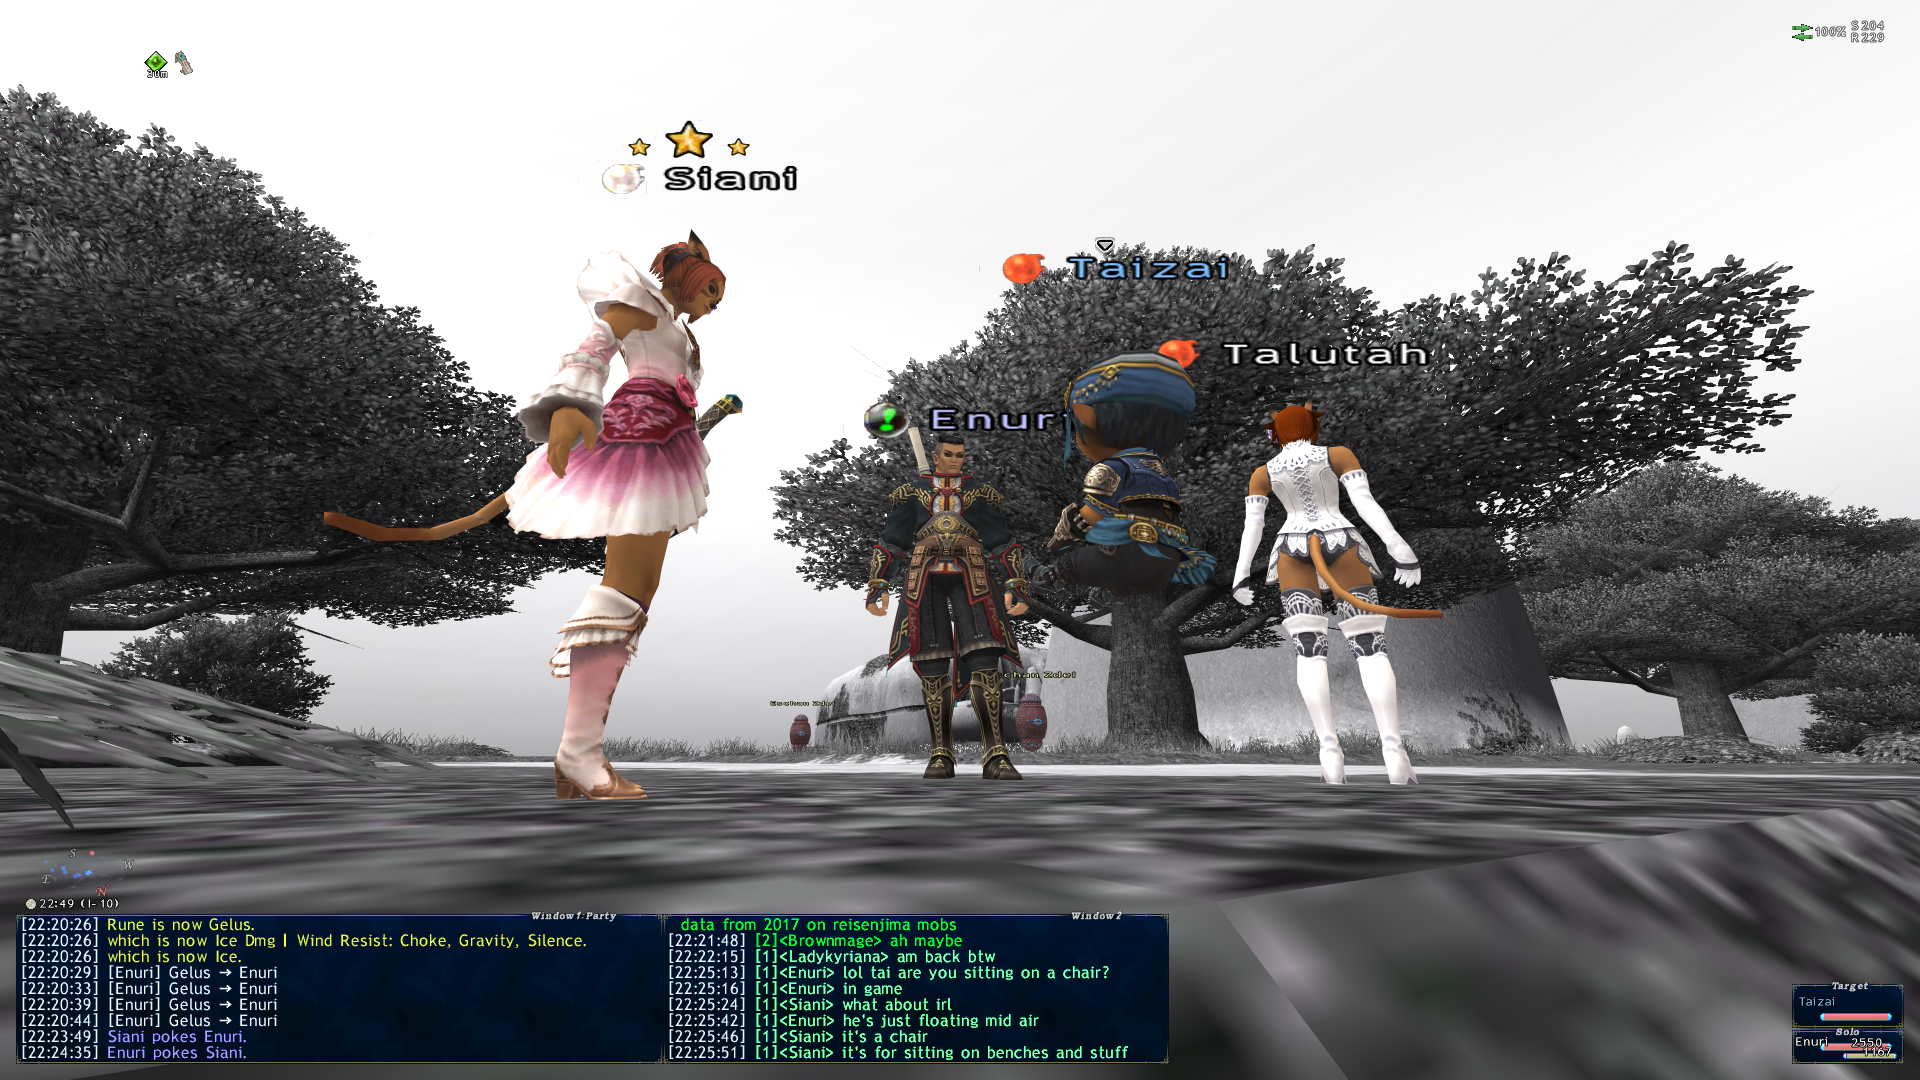 100% S 204
R 229
30m
Siani
Taizai
Talutah
Enuri
Eschan Zdei
chan Zdei
S
W
E
N
22:49 (I-10)
Window1:Party
[22:20:26] Rune is now Gelus.
[22:20:26] which is now Ice Dmg | Wind Resist: Choke, Gravity, Silence.
[22:20:26] which is now Ice.
[22:20:29] [Enuri] Gelus → Enuri
[22:20:33] [Enuri] Gelus → Enuri
[22:20:39] [Enuri] Gelus → Enuri
[22:20:44] [Enuri] Gelus → Enuri
[22:23:49] Siani pokes Enuri.
[22:24:35] Enuri pokes Siani.
Window2
data from 2017 on reisenjima mobs
[22:21:48] [2]<Brownmage> ah maybe
[22:22:15] [1]<Ladykyriana> am back btw
[22:25:13] [1]<Enuri> lol tai are you sitting on a chair?
[22:25:16] [1]<Enuri> in game
[22:25:24] [1]<Siani> what about irl
[22:25:42] [1]<Enuri> he's just floating mid air
[22:25:46] [1]<Siani> it's a chair
[22:25:51] [1]<Siani> it's for sitting on benches and stuff
Target
Taizai
Solo
Enuri 2550
1167